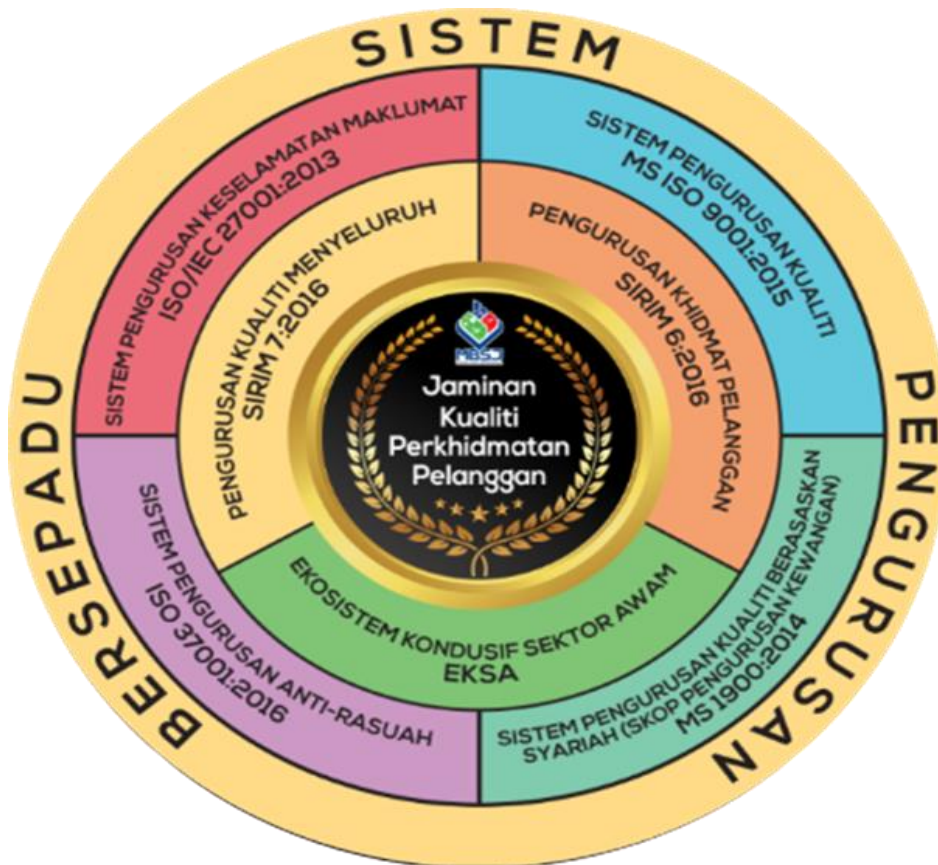 SISTEM
PENGURUSAN
BERSEPADU
SISTEM PENGURUSAN KESELAMATAN MAKLUMAT
ISO/IEC 27001:2013
SISTEM PENGURUSAN KUALITI
MS ISO 9001:2015
SISTEM PENGURUSAN KUALITI BERASASKAN
SYARIAH (SKOP PENGURUSAN KEWANGAN)
MS 1900:2014
SISTEM PENGURUSAN ANTI-RASUAH
ISO 37001:2016
PENGURUSAN KUALITI MENYELURUH
SIRIM 7:2016
PENGURUSAN KHIDMAT PELANGGAN
SIRIM 6:2016
EKOSISTEM KONDUSIF SEKTOR AWAM
EKSA
MBSJ
Jaminan
Kualiti
Perkhidmatan
Pelanggan